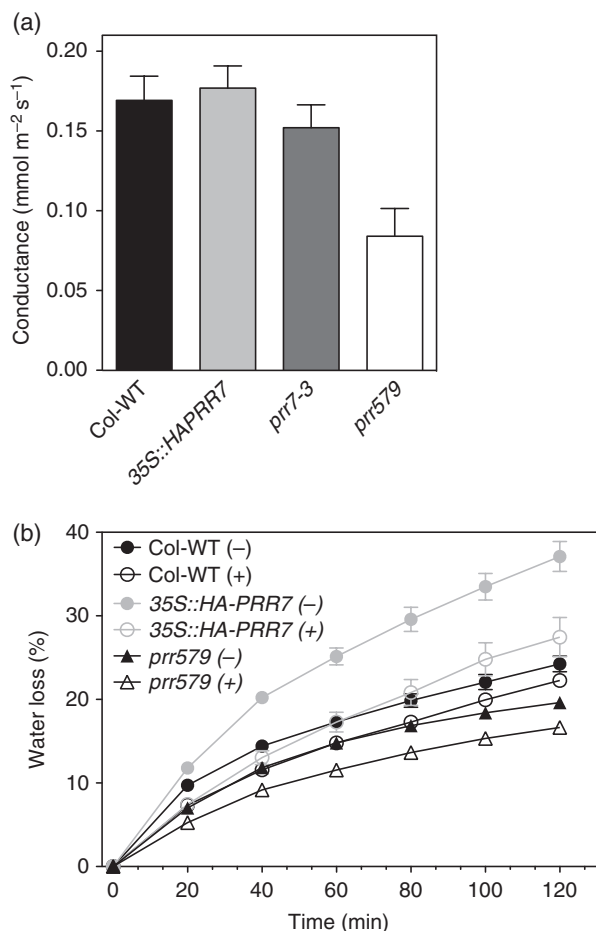 (a)
Conductance (mmol m⁻² s⁻¹)
0.20
0.15
0.10
0.05
0.00
Col-WT
35S::HAPRR7
prr7-3
prr579
(b)
Water loss (%)
40
30
20
10
0
Col-WT (−)
Col-WT (+)
35S::HA-PRR7 (−)
35S::HA-PRR7 (+)
prr579 (−)
prr579 (+)
0 20 40 60 80 100 120
Time (min)